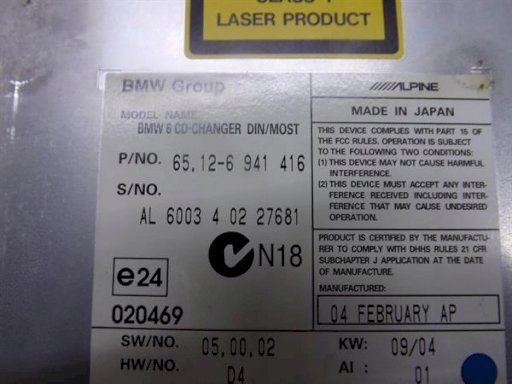 CLASS 1
LASER PRODUCT
BMW Group
MODEL NAME
BMW 6 CD-CHANGER DIN/MOST
P/NO. 65,12-6 941 416
S/NO.
AL 6003 4 02 27681
N18
e24
020469
SW/NO. 05,00,02
HW/NO. D4
ALPINE
MADE IN JAPAN
THIS DEVICE COMPLIES WITH PART 15 OF
THE FCC RULES. OPERATION IS SUBJECT
TO THE FOLLOWING TWO CONDITIONS:
(1) THIS DEVICE MAY NOT CAUSE HARMFUL
INTERFERENCE.
(2) THIS DEVICE MUST ACCEPT ANY INTER-
FERENCE RECEIVED INCLUDING INTER-
FERENCE THAT MAY CAUSE UNDESIRED
OPERATION.
PRODUCT IS CERTIFIED BY THE MANUFACTU-
RER TO COMPLY WITH DHHS RULES 21 CFR
SUBCHAPTER J APPLICATION AT THE DATE
OF MANUFACTURE.
MANUFACTURED:
04 FEBRUARY AP
KW: 09/04
AI : 01